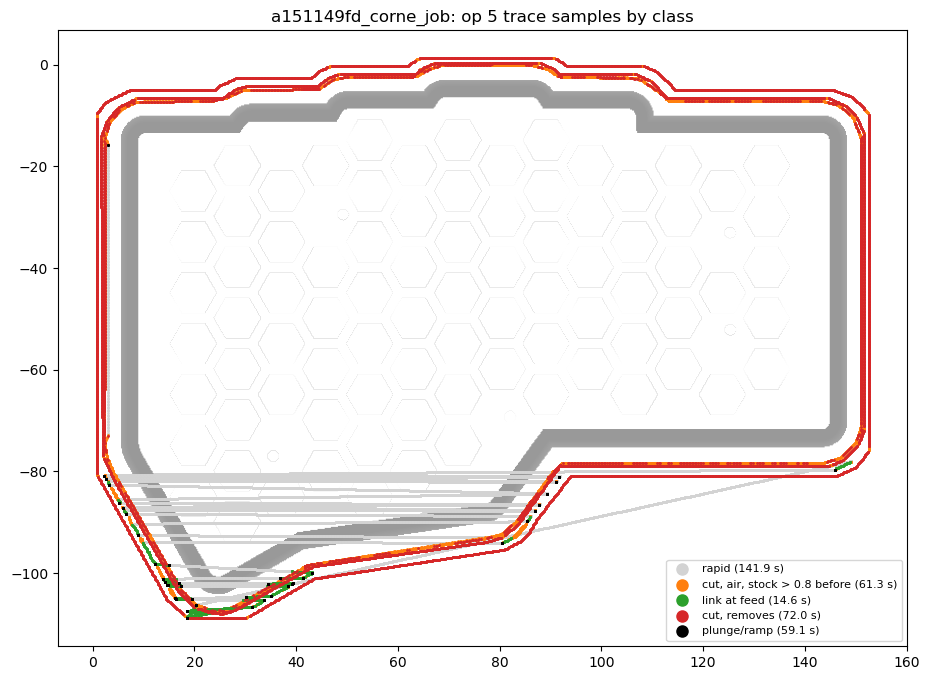 a151149fd_corne_job: op 5 trace samples by class
0
−20
−40
−60
−80
−100
0
20
40
60
80
100
120
140
160
rapid (141.9 s)
cut, air, stock > 0.8 before (61.3 s)
link at feed (14.6 s)
cut, removes (72.0 s)
plunge/ramp (59.1 s)